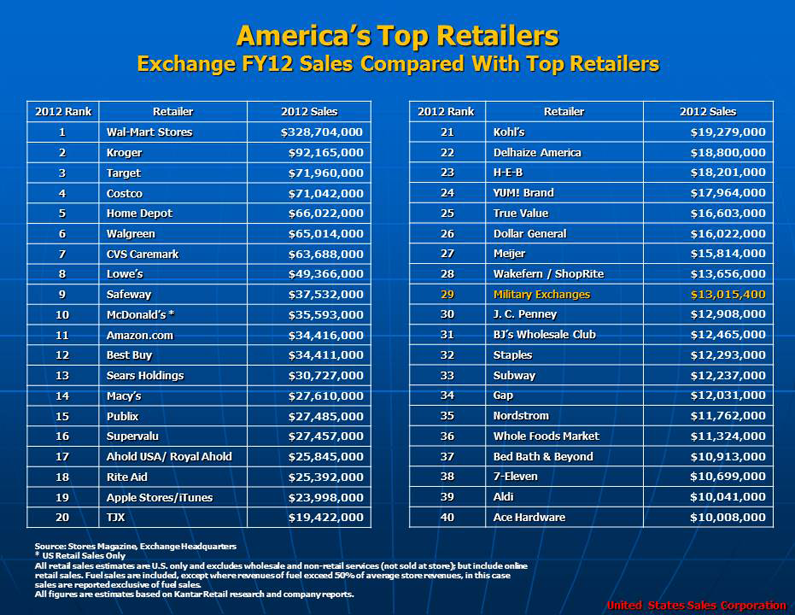 America's Top Retailers
Exchange FY12 Sales Compared With Top Retailers
2012 Rank Retailer 2012 Sales
1 Wal-Mart Stores $328,704,000
2 Kroger $92,165,000
3 Target $71,960,000
4 Costco $71,042,000
5 Home Depot $66,022,000
6 Walgreen $65,014,000
7 CVS Caremark $63,688,000
8 Lowe's $49,366,000
9 Safeway $37,532,000
10 McDonald's * $35,593,000
11 Amazon.com $34,416,000
12 Best Buy $34,411,000
13 Sears Holdings $30,727,000
14 Macy's $27,610,000
15 Publix $27,485,000
16 Supervalu $27,457,000
17 Ahold USA/ Royal Ahold $25,845,000
18 Rite Aid $25,392,000
19 Apple Stores/iTunes $23,998,000
20 TJX $19,422,000
2012 Rank Retailer 2012 Sales
21 Kohl's $19,279,000
22 Delhaize America $18,800,000
23 H-E-B $18,201,000
24 YUM! Brand $17,964,000
25 True Value $16,603,000
26 Dollar General $16,022,000
27 Meijer $15,814,000
28 Wakefern / ShopRite $13,656,000
29 Military Exchanges $13,015,400
30 J. C. Penney $12,908,000
31 BJ's Wholesale Club $12,465,000
32 Staples $12,293,000
33 Subway $12,237,000
34 Gap $12,031,000
35 Nordstrom $11,762,000
36 Whole Foods Market $11,324,000
37 Bed Bath & Beyond $10,913,000
38 7-Eleven $10,699,000
39 Aldi $10,041,000
40 Ace Hardware $10,008,000
Source: Stores Magazine, Exchange Headquarters
* US Retail Sales Only
All retail sales estimates are U.S. only and excludes wholesale and non-retail services (not sold at store); but include online
retail sales. Fuel sales are included, except where revenues of fuel exceed 50% of average store revenues, in this case
sales are reported exclusive of fuel sales.
All figures are estimates based on Kantar Retail research and company reports.
United States Sales Corporation